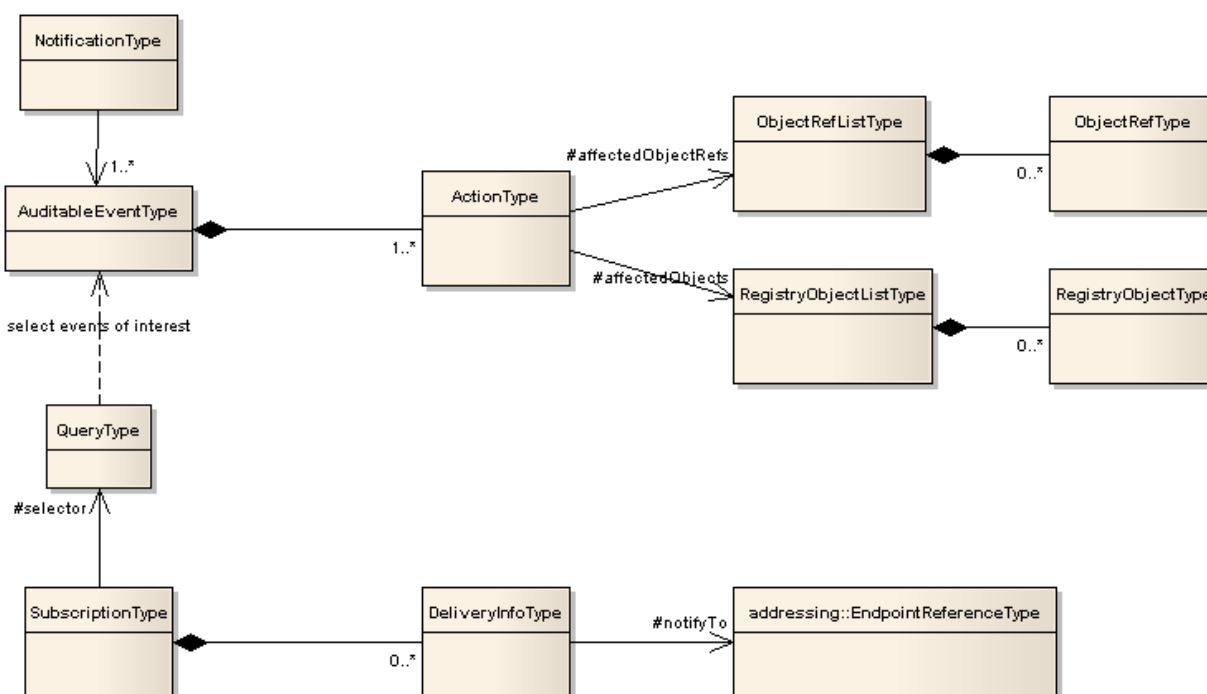 NotificationType
1..*
AuditableEventType
1..*
ActionType
#affectedObjectRefs
ObjectRefListType
0..*
ObjectRefType
#affectedObjects
RegistryObjectListType
0..*
RegistryObjectType
select events of interest
QueryType
#selector
SubscriptionType
0..*
DeliveryInfoType
#notifyTo
addressing::EndpointReferenceType